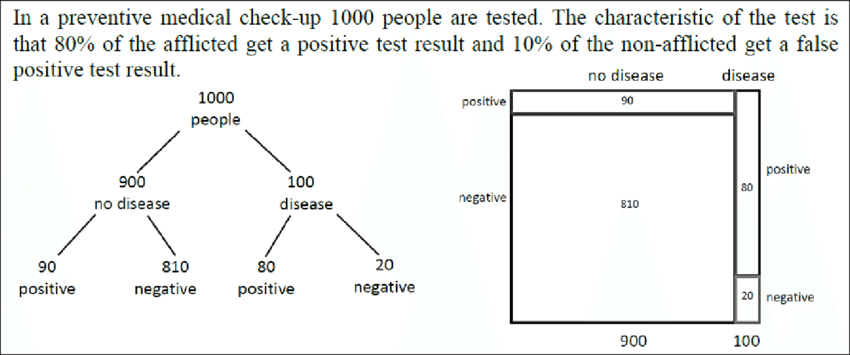 In a preventive medical check-up 1000 people are tested. The characteristic of the test is
that 80% of the afflicted get a positive test result and 10% of the non-afflicted get a false
positive test result.
1000
people
900
no disease
100
disease
90
positive
810
negative
80
positive
20
negative
no disease
disease
positive
90
positive
negative
810
80
20
negative
900
100